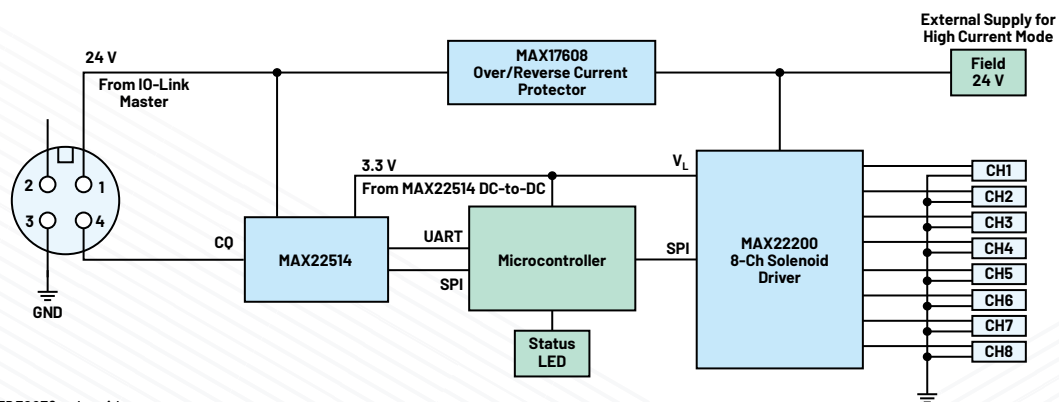 External Supply for
High Current Mode
24 V
MAX17608
Over/Reverse Current
Protector
Field
24 V
From IO-Link
Master
3.3 V
V_L
From MAX22514 DC-to-DC
2
1
3
4
CQ
MAX22514
UART
SPI
Microcontroller
SPI
MAX22200
8-Ch Solenoid
Driver
CH1
CH2
CH3
CH4
CH5
CH6
CH7
CH8
GND
Status
LED